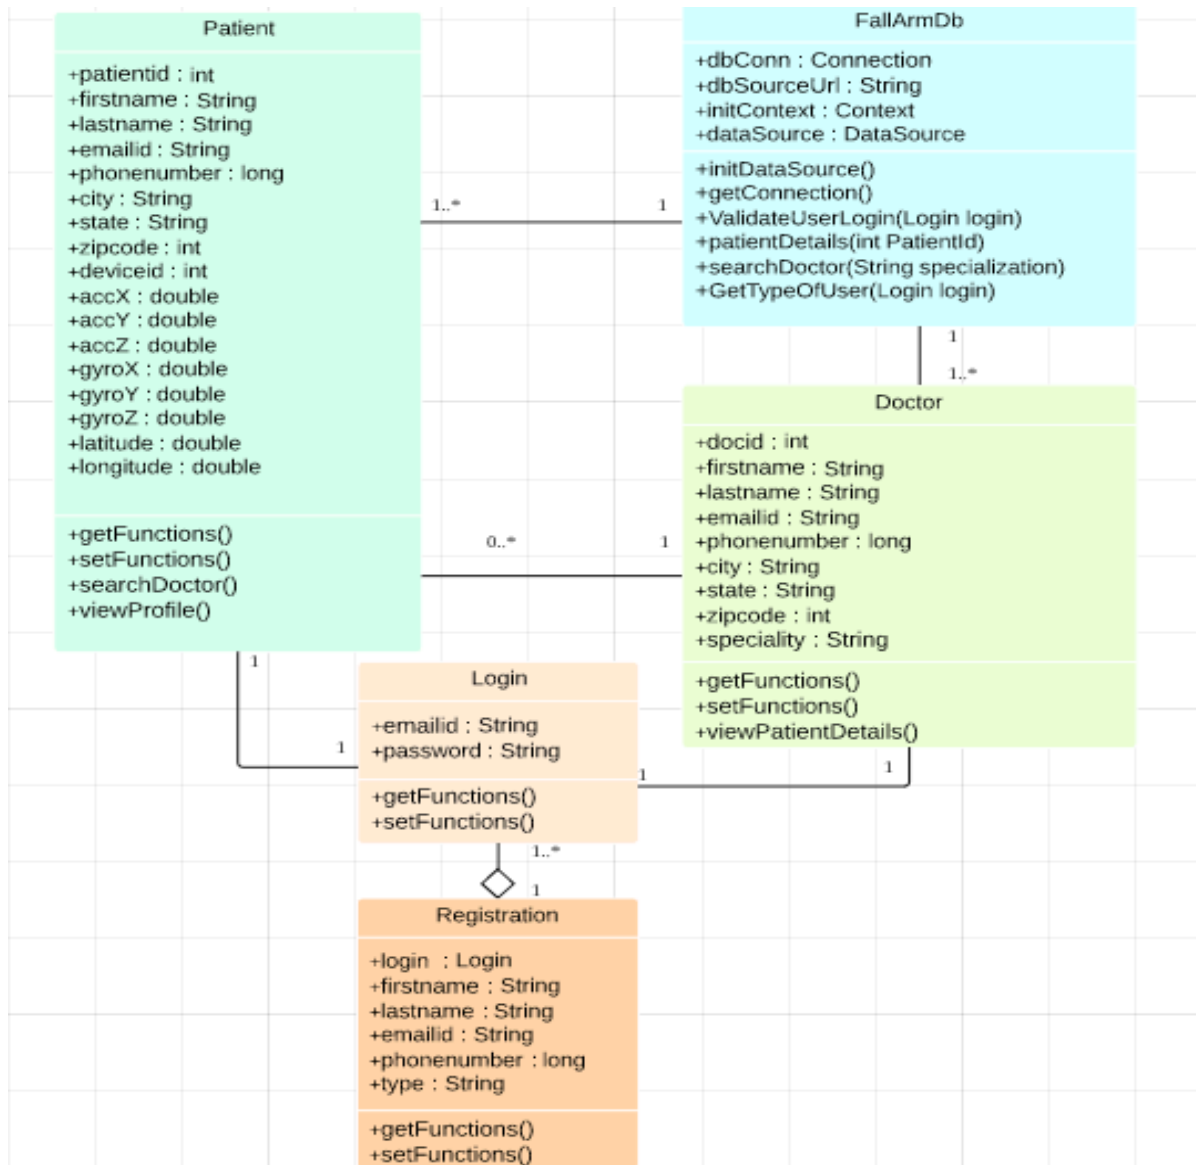 Patient
+patientid : int
+firstname : String
+lastname : String
+emailid : String
+phonenumber : long
+city : String
+state : String
+zipcode : int
+deviceid : int
+accX : double
+accY : double
+accZ : double
+gyroX : double
+gyroY : double
+gyroZ : double
+latitude : double
+longitude : double
+getFunctions()
+setFunctions()
+searchDoctor()
+viewProfile()
1..*
1
FallArmDb
+dbConn : Connection
+dbSourceUrl : String
+initContext : Context
+dataSource : DataSource
+initDataSource()
+getConnection()
+ValidateUserLogin(Login login)
+patientDetails(int PatientId)
+searchDoctor(String specialization)
+GetTypeOfUser(Login login)
1
1..*
0..*
1
Doctor
+docid : int
+firstname : String
+lastname : String
+emailid : String
+phonenumber : long
+city : String
+state : String
+zipcode : int
+speciality : String
+getFunctions()
+setFunctions()
+viewPatientDetails()
1
1
Login
+emailid : String
+password : String
+getFunctions()
+setFunctions()
1
1
1..*
1
Registration
+login : Login
+firstname : String
+lastname : String
+emailid : String
+phonenumber : long
+type : String
+getFunctions()
+setFunctions()